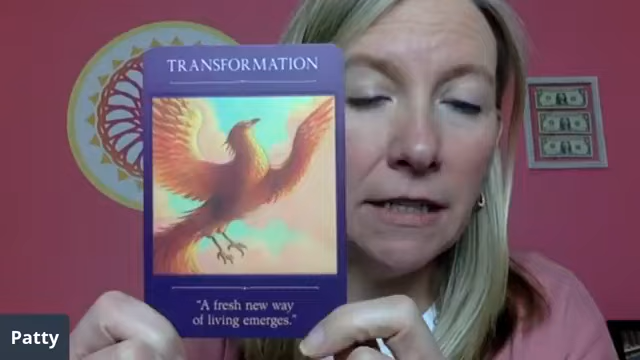 TRANSFORMATION
"A fresh new way
of living emerges."
Patty